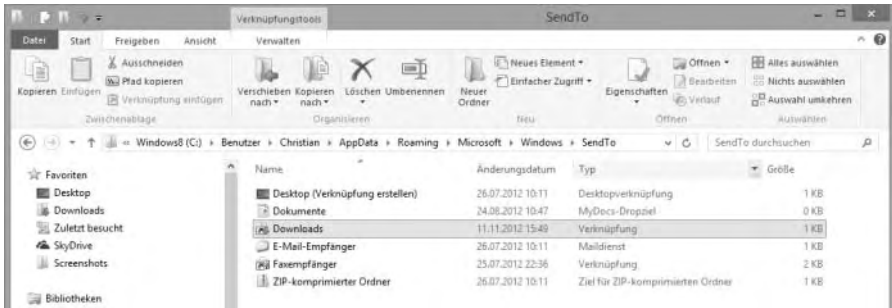 Verknüpfungstools
SendTo
Datei Start Freigeben Ansicht Verwalten
Ausschneiden
Pfad kopieren
Verknüpfung einfügen
Kopieren Einfügen
Zwischenablage
Verschieben nach
Kopieren nach
Löschen Umbenennen
Organisieren
Neuer Ordner
Neues Element
Einfacher Zugriff
Neu
Eigenschaften
Öffnen
Bearbeiten
Verlauf
Öffnen
Alles auswählen
Nichts auswählen
Auswahl umkehren
Auswählen
« Windows8 (C:) Benutzer Christian AppData Roaming Microsoft Windows SendTo
SendTo durchsuchen
Favoriten
Desktop
Downloads
Zuletzt besucht
SkyDrive
Screenshots
Bibliotheken
Name Änderungsdatum Typ Größe
Desktop (Verknüpfung erstellen) 26.07.2012 10:11 Desktopverknüpfung 1 KB
Dokumente 24.08.2012 10:47 MyDocs-Dropziel 0 KB
Downloads 11.11.2012 15:49 Verknüpfung 1 KB
E-Mail-Empfänger 26.07.2012 10:11 Maildienst 1 KB
Faxempfänger 25.07.2012 22:36 Verknüpfung 2 KB
ZIP-komprimierter Ordner 26.07.2012 10:11 Ziel für ZIP-komprimierten Ordner 1 KB